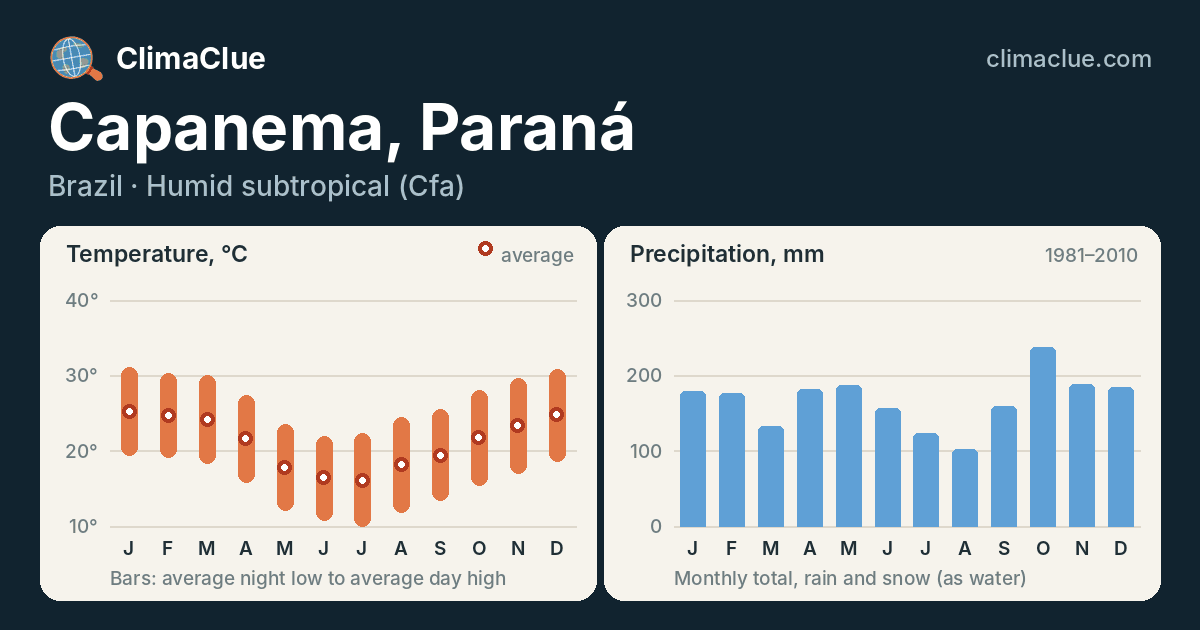 ClimaClue
climaclue.com
Capanema, Paraná
Brazil · Humid subtropical (Cfa)
Temperature, °C
average
40°
30°
20°
10°
J F M A M J J A S O N D
Bars: average night low to average day high
Precipitation, mm
1981–2010
300
200
100
0
J F M A M J J A S O N D
Monthly total, rain and snow (as water)